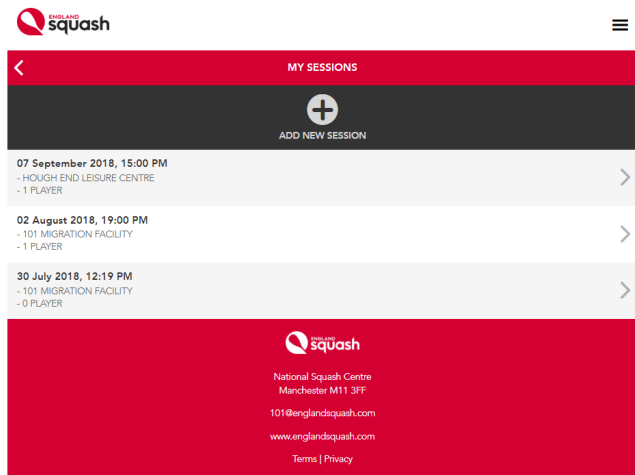 ENGLAND
squash
MY SESSIONS
ADD NEW SESSION
07 September 2018, 15:00 PM
- HOUGH END LEISURE CENTRE
- 1 PLAYER
02 August 2018, 19:00 PM
- 101 MIGRATION FACILITY
- 1 PLAYER
30 July 2018, 12:19 PM
- 101 MIGRATION FACILITY
- 0 PLAYER
ENGLAND
squash
National Squash Centre
Manchester M11 3FF
101@englandsquash.com
www.englandsquash.com
Terms | Privacy